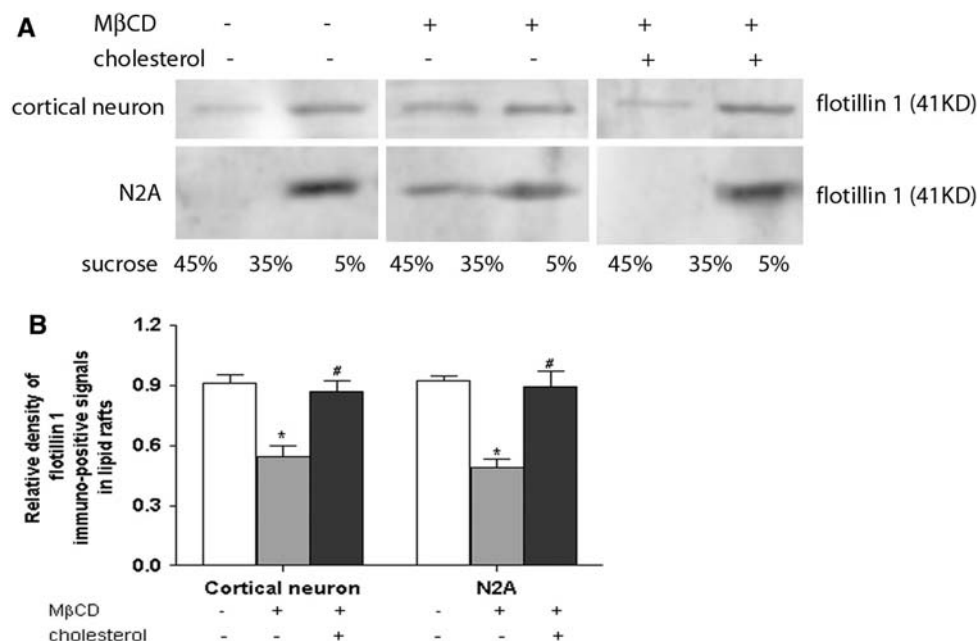 A
MβCD - - + + + +
cholesterol - - - - + +
cortical neuron flotillin 1 (41KD)
N2A flotillin 1 (41KD)
sucrose 45% 35% 5% 45% 35% 5% 45% 35% 5%
B
Relative density of
flotillin 1
immuno-positive signals
in lipid rafts
1.2
0.9
0.6
0.3
0.0
* # * #
Cortical neuron N2A
MβCD - + + - + +
cholesterol - - + - - +